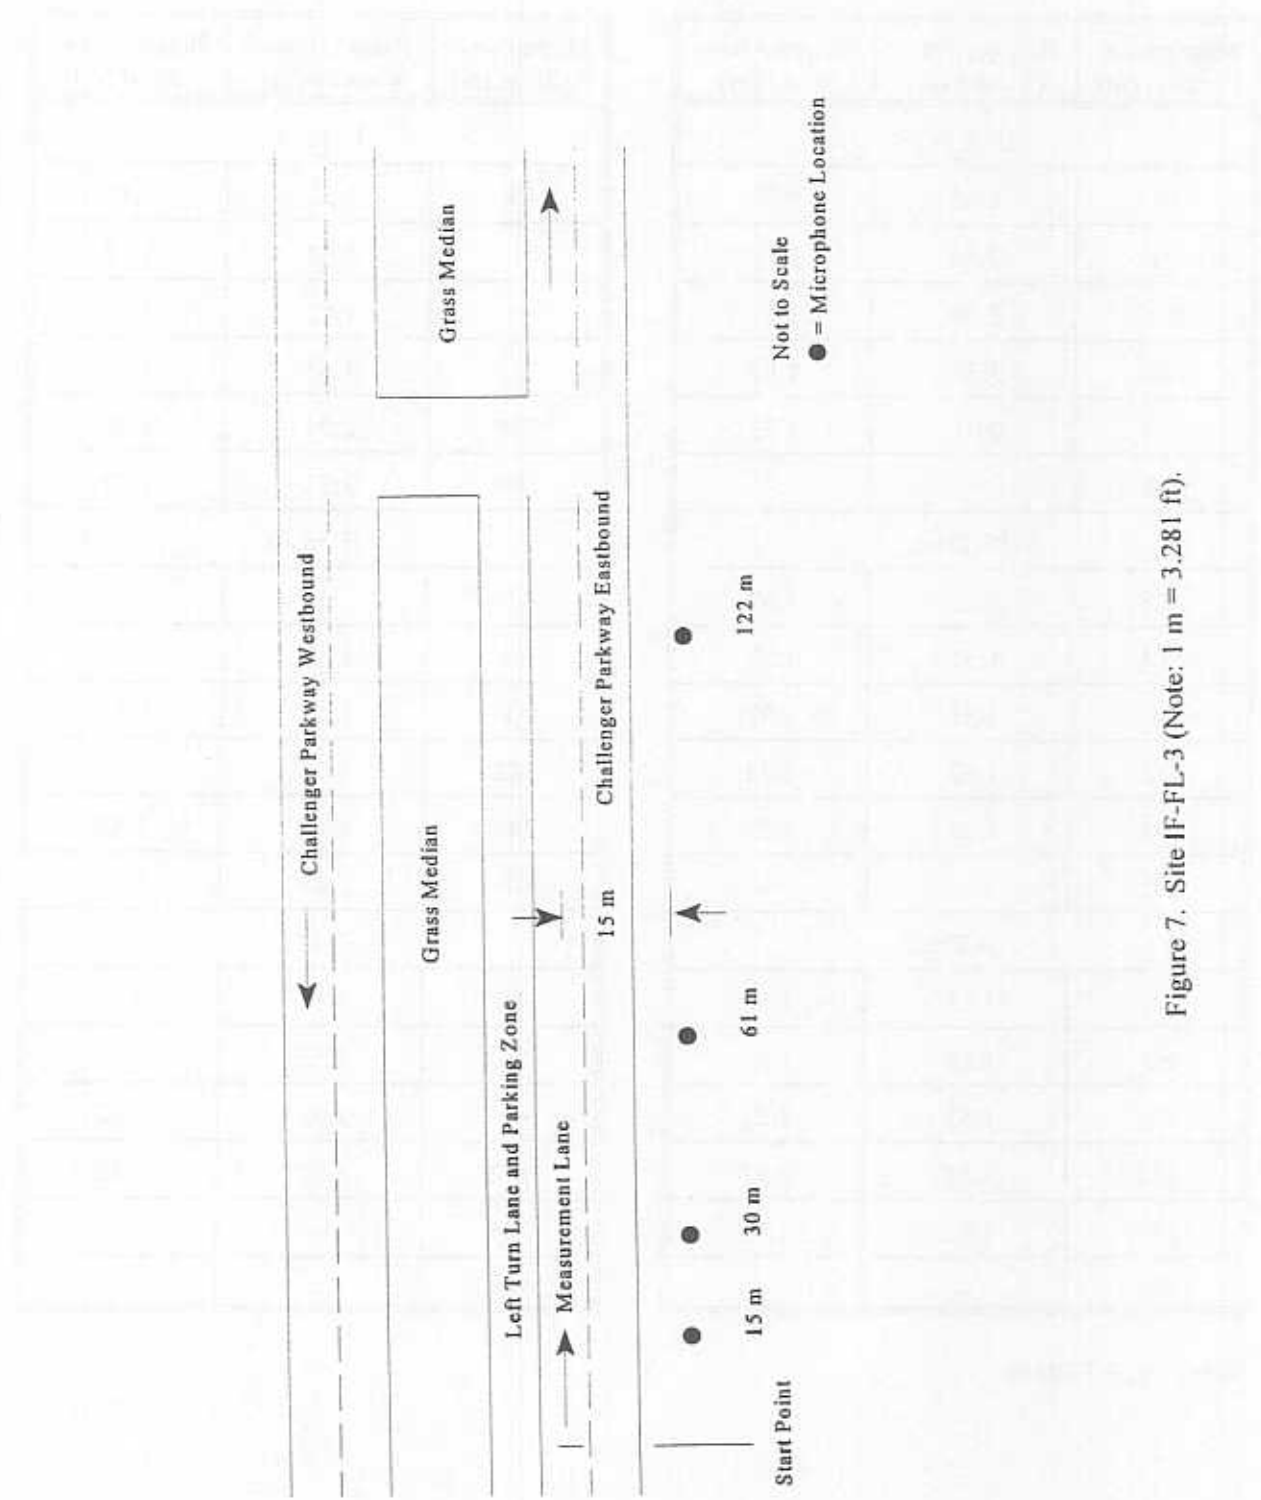 Challenger Parkway Westbound
Grass Median
Grass Median
Left Turn Lane and Parking Zone
Measurement Lane
15 m
Challenger Parkway Eastbound
15 m
30 m
61 m
122 m
Start Point
Not to Scale
● = Microphone Location
Figure 7. Site IF-FL-3 (Note: 1 m = 3.281 ft).